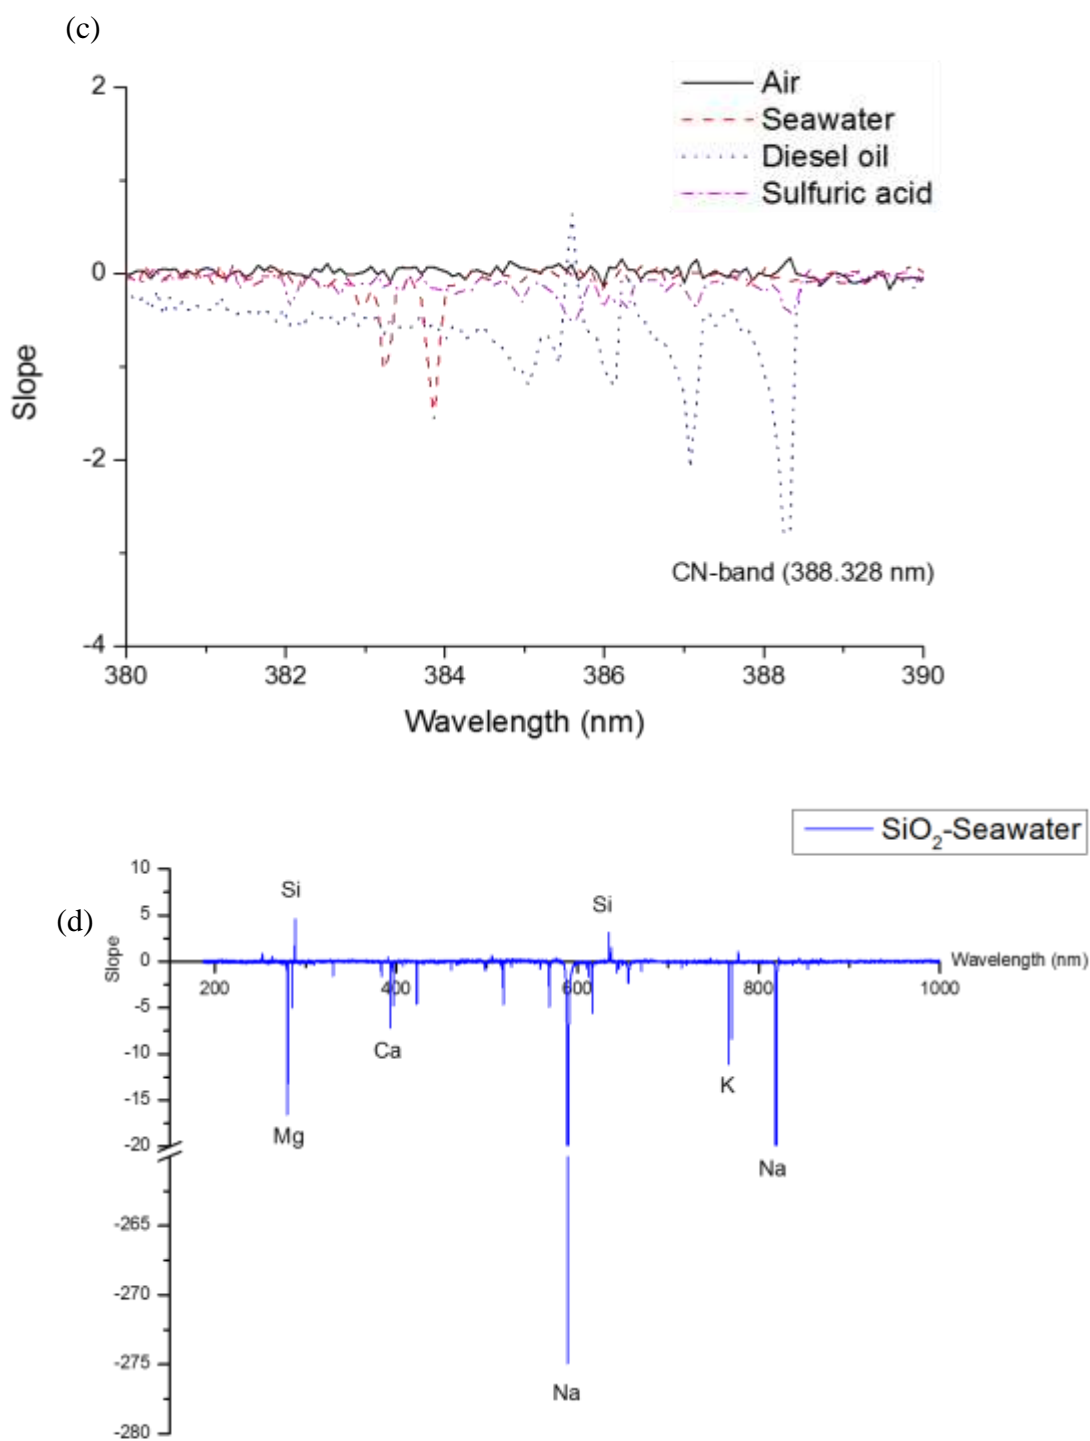 (c)
Air
Seawater
Diesel oil
Sulfuric acid
2
0
-2
-4
Slope
CN-band (388.328 nm)
380 382 384 386 388 390
Wavelength (nm)
SiO₂-Seawater
(d)
10
5
0
-5
-10
-15
-20
-265
-270
-275
-280
Slope
Si
Si
Wavelength (nm)
200 400 600 800 1000
Ca
K
Mg
Na
Na